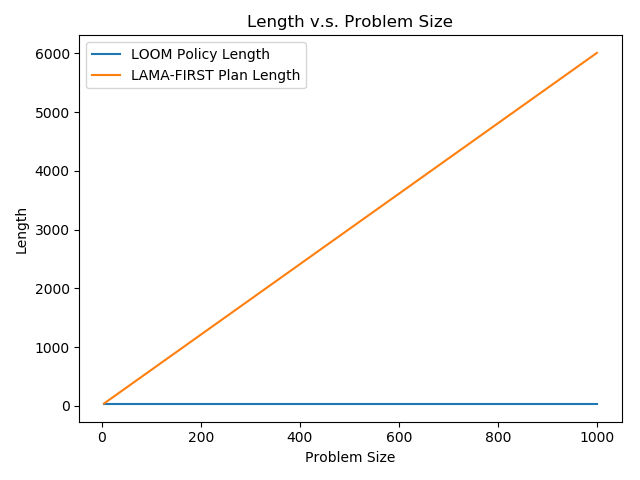 Length v.s. Problem Size
LOOM Policy Length
LAMA-FIRST Plan Length
6000
5000
4000
3000
2000
1000
0
Length
0 200 400 600 800 1000
Problem Size